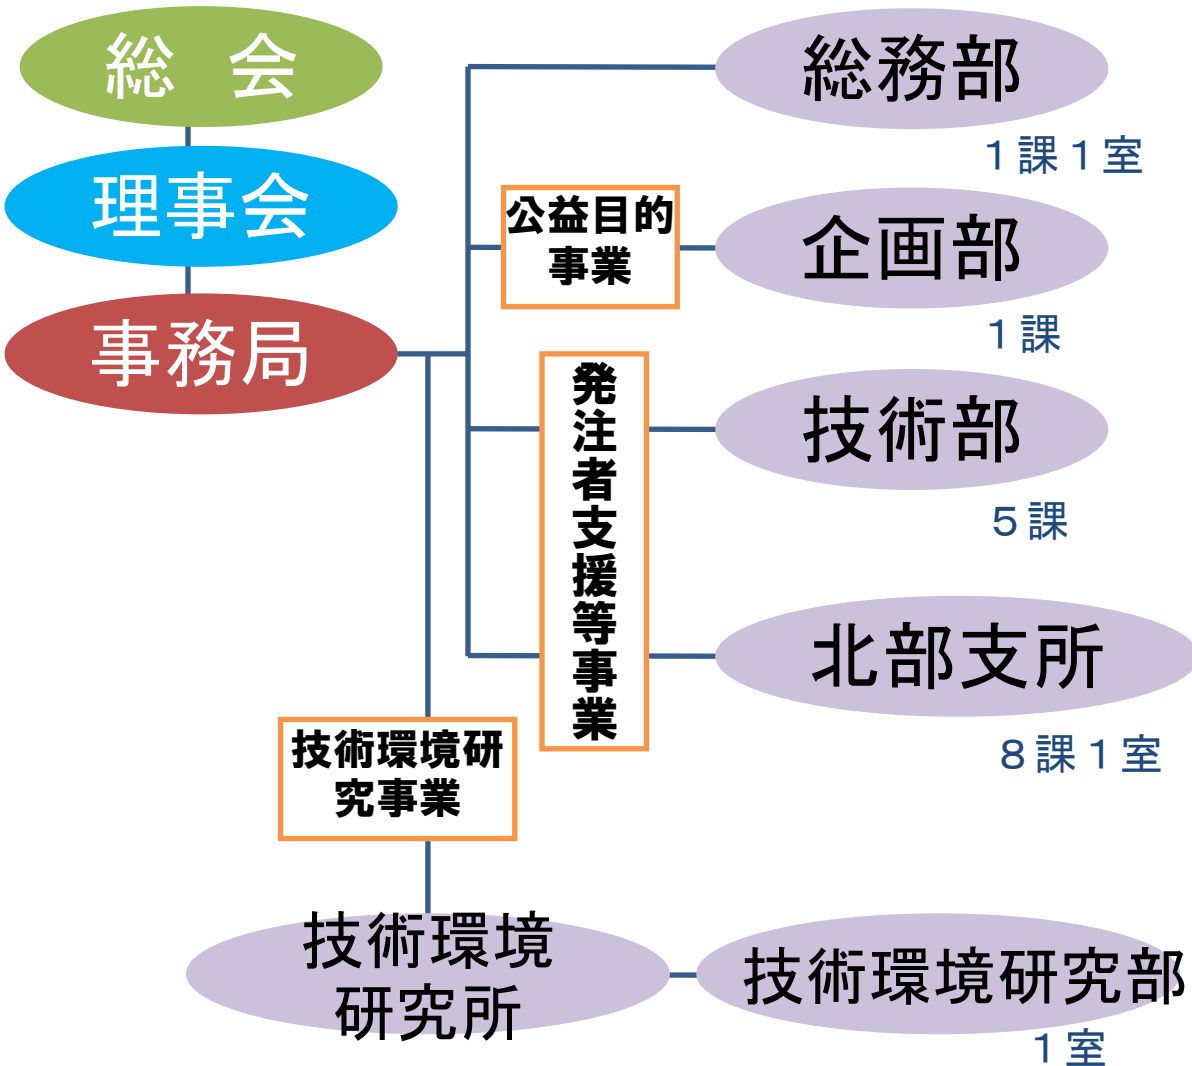 総　会
理事会
事務局
総務部
１課１室
公益目的
事業
企画部
１課
発注者支援等事業
技術部
５課
北部支所
８課１室
技術環境研
究事業
技術環境
研究所
技術環境研究部
１室